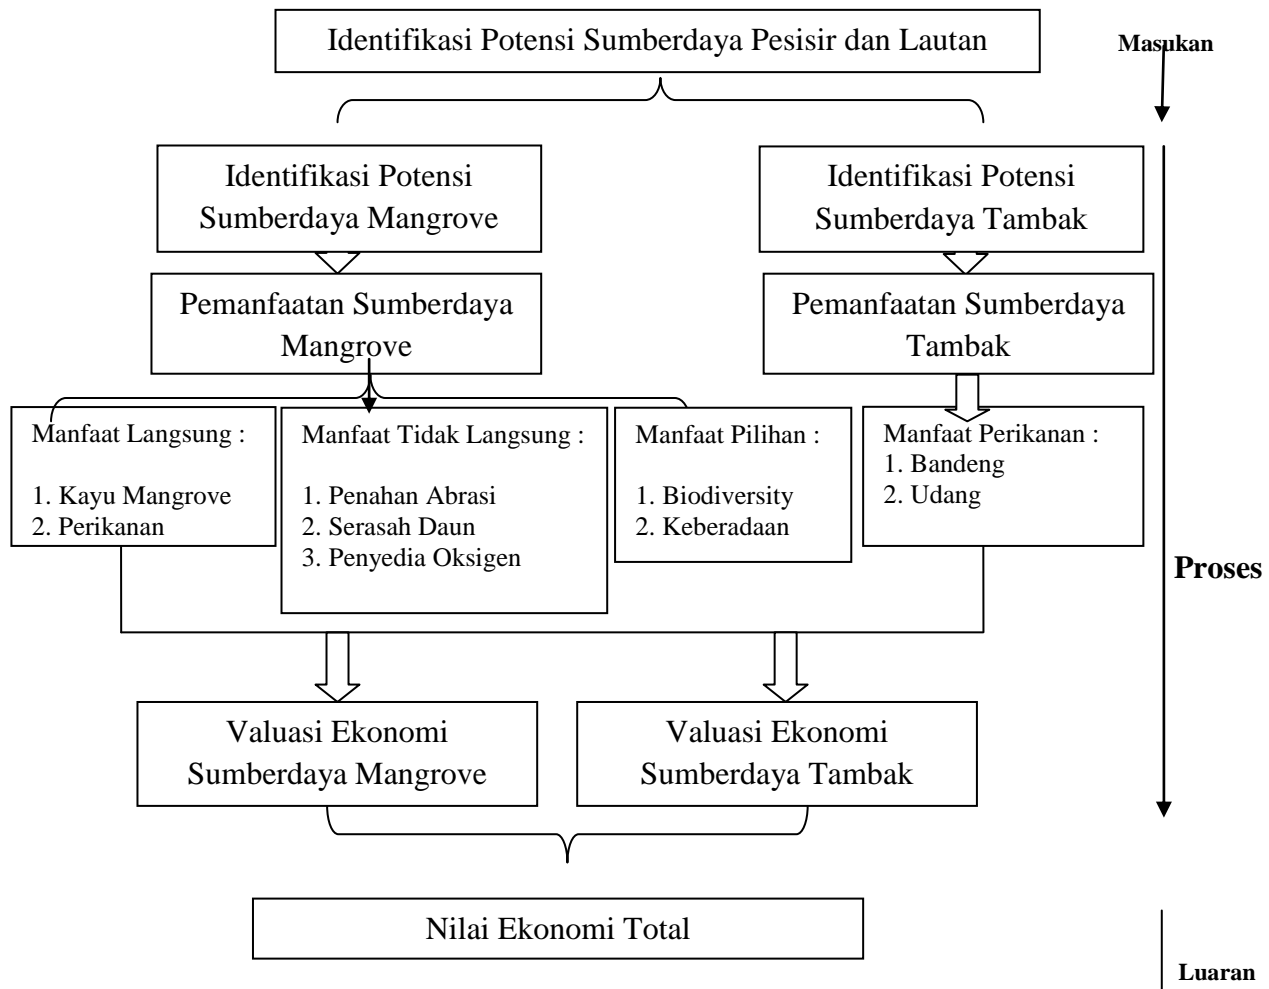 Identifikasi Potensi Sumberdaya Pesisir dan Lautan
Masukan
Identifikasi Potensi
Sumberdaya Mangrove
Identifikasi Potensi
Sumberdaya Tambak
Pemanfaatan Sumberdaya
Mangrove
Pemanfaatan Sumberdaya
Tambak
Manfaat Langsung :
1. Kayu Mangrove
2. Perikanan
Manfaat Tidak Langsung :
1. Penahan Abrasi
2. Serasah Daun
3. Penyedia Oksigen
Manfaat Pilihan :
1. Biodiversity
2. Keberadaan
Manfaat Perikanan :
1. Bandeng
2. Udang
Proses
Valuasi Ekonomi
Sumberdaya Mangrove
Valuasi Ekonomi
Sumberdaya Tambak
Nilai Ekonomi Total
Luaran